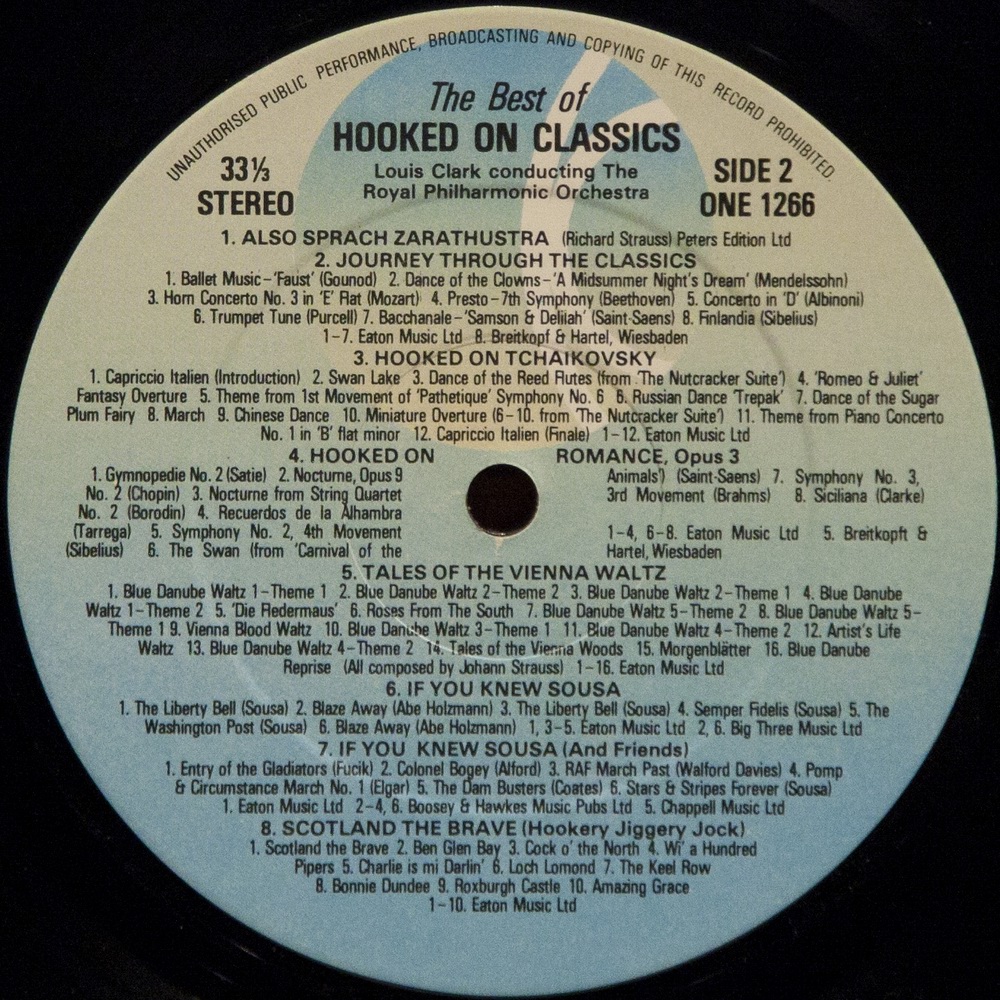 UNAUTHORISED PUBLIC PERFORMANCE, BROADCASTING AND COPYING OF THIS RECORD PROHIBITED.
The Best of
HOOKED ON CLASSICS
Louis Clark conducting The
Royal Philharmonic Orchestra
33⅓
STEREO
SIDE 2
ONE 1266
1. ALSO SPRACH ZARATHUSTRA (Richard Strauss) Peters Edition Ltd
2. JOURNEY THROUGH THE CLASSICS
1. Ballet Music–'Faust' (Gounod) 2. Dance of the Clowns–'A Midsummer Night's Dream' (Mendelssohn)
3. Horn Concerto No. 3 in 'E' Flat (Mozart) 4. Presto–7th Symphony (Beethoven) 5. Concerto in 'D' (Albinoni)
6. Trumpet Tune (Purcell) 7. Bacchanale–'Samson & Delilah' (Saint-Saens) 8. Finlandia (Sibelius)
1–7. Eaton Music Ltd 8. Breitkopf & Hartel, Wiesbaden
3. HOOKED ON TCHAIKOVSKY
1. Capriccio Italien (Introduction) 2. Swan Lake 3. Dance of the Reed Flutes (from 'The Nutcracker Suite') 4. 'Romeo & Juliet'
Fantasy Overture 5. Theme from 1st Movement of 'Pathetique' Symphony No. 6 6. Russian Dance 'Trepak' 7. Dance of the Sugar
Plum Fairy 8. March 9. Chinese Dance 10. Miniature Overture (6–10. from 'The Nutcracker Suite') 11. Theme from Piano Concerto
No. 1 in 'B' flat minor 12. Capriccio Italien (Finale) 1–12. Eaton Music Ltd
4. HOOKED ON ROMANCE, Opus 3
1. Gymnopedie No. 2 (Satie) 2. Nocturne, Opus 9
No. 2 (Chopin) 3. Nocturne from String Quartet
No. 2 (Borodin) 4. Recuerdos de la Alhambra
(Tarrega) 5. Symphony No. 2, 4th Movement
(Sibelius) 6. The Swan (from 'Carnival of the
Animals') (Saint-Saens) 7. Symphony No. 3,
3rd Movement (Brahms) 8. Siciliana (Clarke)
1–4, 6–8. Eaton Music Ltd 5. Breitkopft &
Hartel, Wiesbaden
5. TALES OF THE VIENNA WALTZ
1. Blue Danube Waltz 1–Theme 1 2. Blue Danube Waltz 2–Theme 2 3. Blue Danube Waltz 2–Theme 1 4. Blue Danube
Waltz 1–Theme 2 5. 'Die Fledermaus' 6. Roses From The South 7. Blue Danube Waltz 5–Theme 2 8. Blue Danube Waltz 5–
Theme 1 9. Vienna Blood Waltz 10. Blue Danube Waltz 3–Theme 1 11. Blue Danube Waltz 4–Theme 2 12. Artist's Life
Waltz 13. Blue Danube Waltz 4–Theme 2 14. Tales of the Vienna Woods 15. Morgenblätter 16. Blue Danube
Reprise (All composed by Johann Strauss) 1–16. Eaton Music Ltd
6. IF YOU KNEW SOUSA
1. The Liberty Bell (Sousa) 2. Blaze Away (Abe Holzmann) 3. The Liberty Bell (Sousa) 4. Semper Fidelis (Sousa) 5. The
Washington Post (Sousa) 6. Blaze Away (Abe Holzmann) 1, 3–5. Eaton Music Ltd 2, 6. Big Three Music Ltd
7. IF YOU KNEW SOUSA (And Friends)
1. Entry of the Gladiators (Fucik) 2. Colonel Bogey (Alford) 3. RAF March Past (Walford Davies) 4. Pomp
& Circumstance March No. 1 (Elgar) 5. The Dam Busters (Coates) 6. Stars & Stripes Forever (Sousa)
1. Eaton Music Ltd 2–4, 6. Boosey & Hawkes Music Pubs Ltd 5. Chappell Music Ltd
8. SCOTLAND THE BRAVE (Hookery Jiggery Jock)
1. Scotland the Brave 2. Ben Glen Bay 3. Cock o' the North 4. Wi' a Hundred
Pipers 5. Charlie is mi Darlin' 6. Loch Lomond 7. The Keel Row
8. Bonnie Dundee 9. Roxburgh Castle 10. Amazing Grace
1–10. Eaton Music Ltd